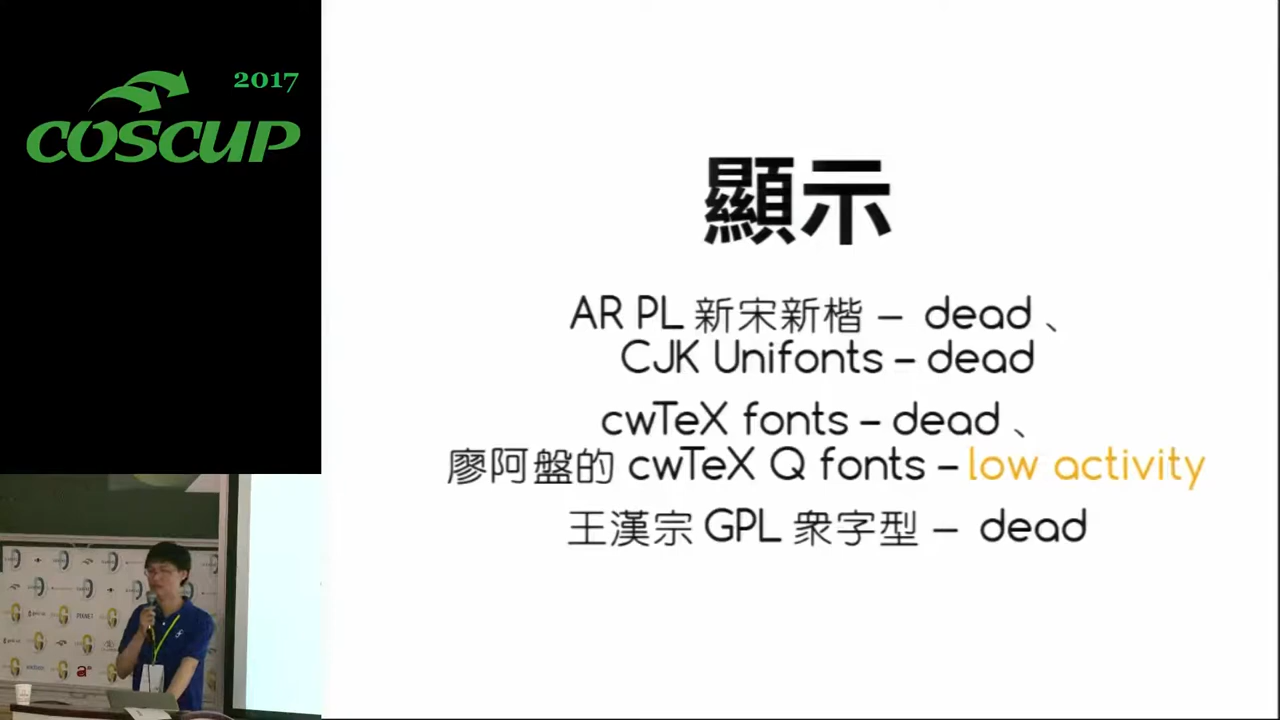 2017
COSCUP
顯示
AR PL 新宋新楷 – dead 、
CJK Unifonts – dead
cwTeX fonts – dead 、
廖阿盤的 cwTeX Q fonts – low activity
王漢宗 GPL 眾字型 – dead